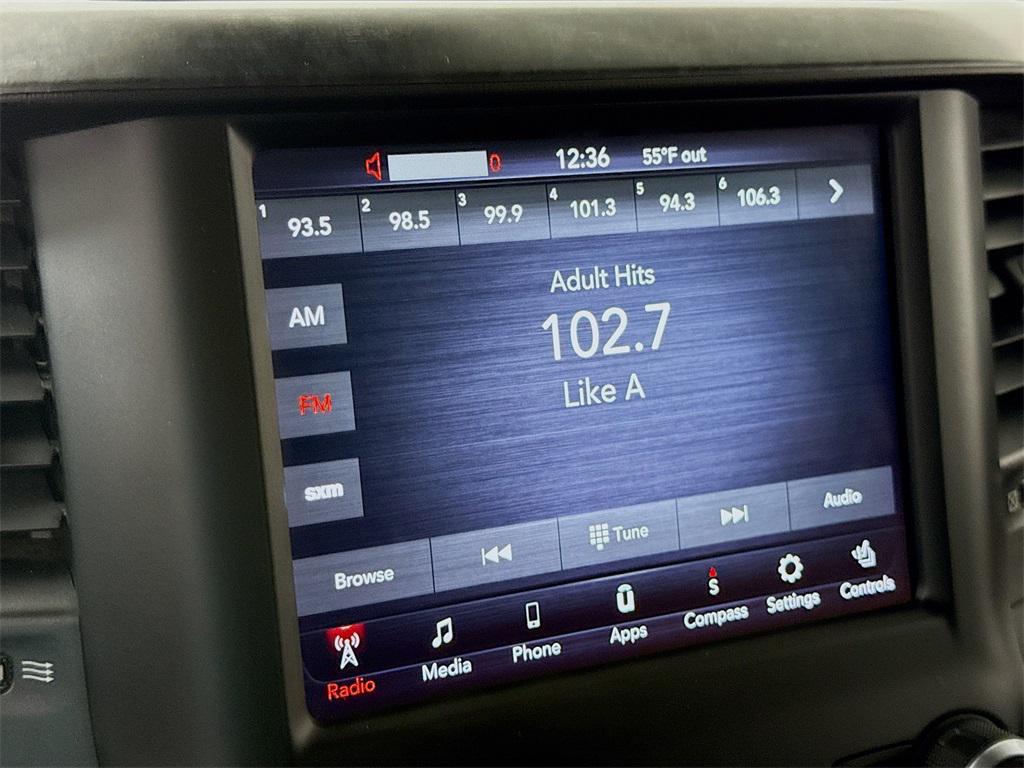 0 12:36 55°F out
1 93.5 2 98.5 3 99.9 4 101.3 5 94.3 6 106.3
Adult Hits
AM
102.7
Like A
FM
sxm
Browse Tune Audio
Radio Media Phone U Apps S Compass Settings Controls